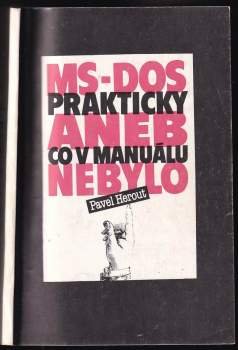 MS-DOS
PRAKTICKY
ANEB
CO V MANUÁLU
NEBYLO
Pavel Herout